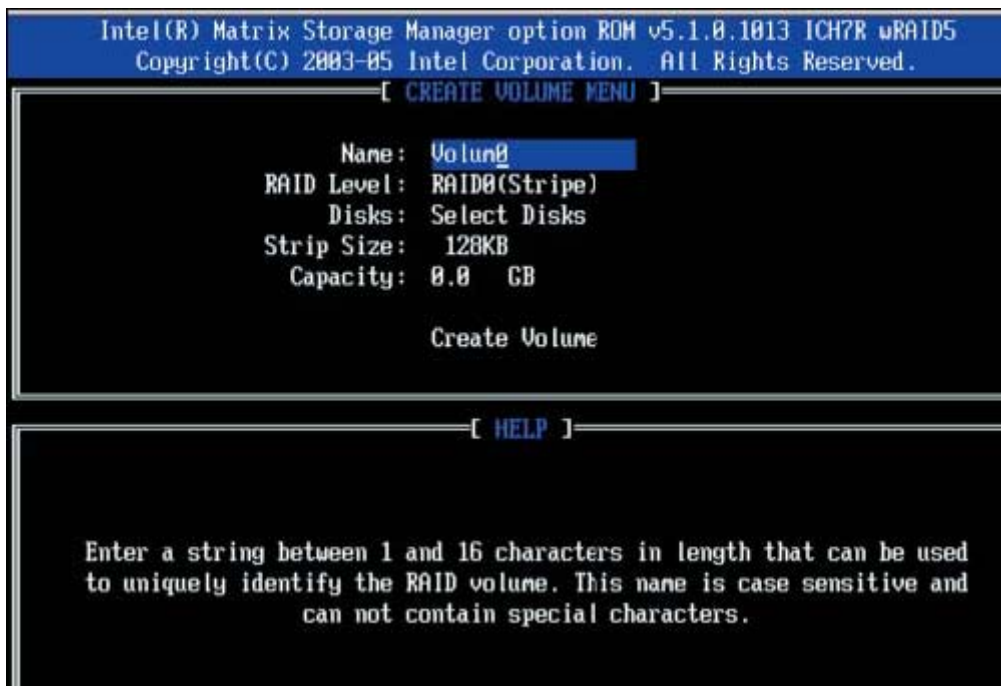 Intel(R) Matrix Storage Manager option ROM v5.1.0.1013 ICH7R wRAID5
Copyright(C) 2003-05 Intel Corporation. All Rights Reserved.
[ CREATE VOLUME MENU ]
Name: Volum0
RAID Level: RAID0(Stripe)
Disks: Select Disks
Strip Size: 128KB
Capacity: 0.0 GB
Create Volume
[ HELP ]
Enter a string between 1 and 16 characters in length that can be used
to uniquely identify the RAID volume. This name is case sensitive and
can not contain special characters.